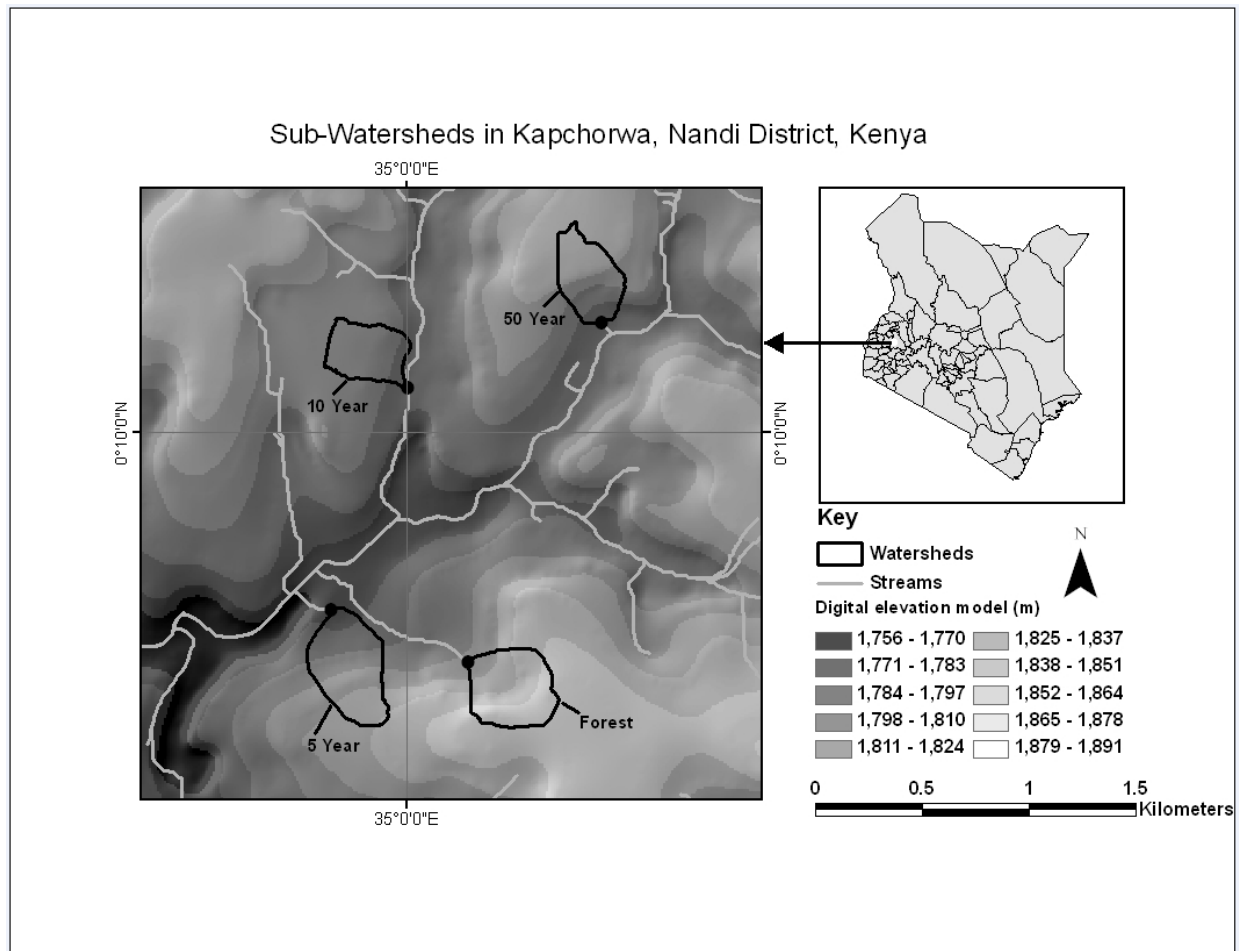 Sub-Watersheds in Kapchorwa, Nandi District, Kenya
35°0'0"E
50 Year
10 Year
0°10'0"N
0°10'0"N
5 Year
Forest
35°0'0"E
Key
N
Watersheds
Streams
Digital elevation model (m)
1,756 - 1,770
1,825 - 1,837
1,771 - 1,783
1,838 - 1,851
1,784 - 1,797
1,852 - 1,864
1,798 - 1,810
1,865 - 1,878
1,811 - 1,824
1,879 - 1,891
0 0.5 1 1.5
Kilometers